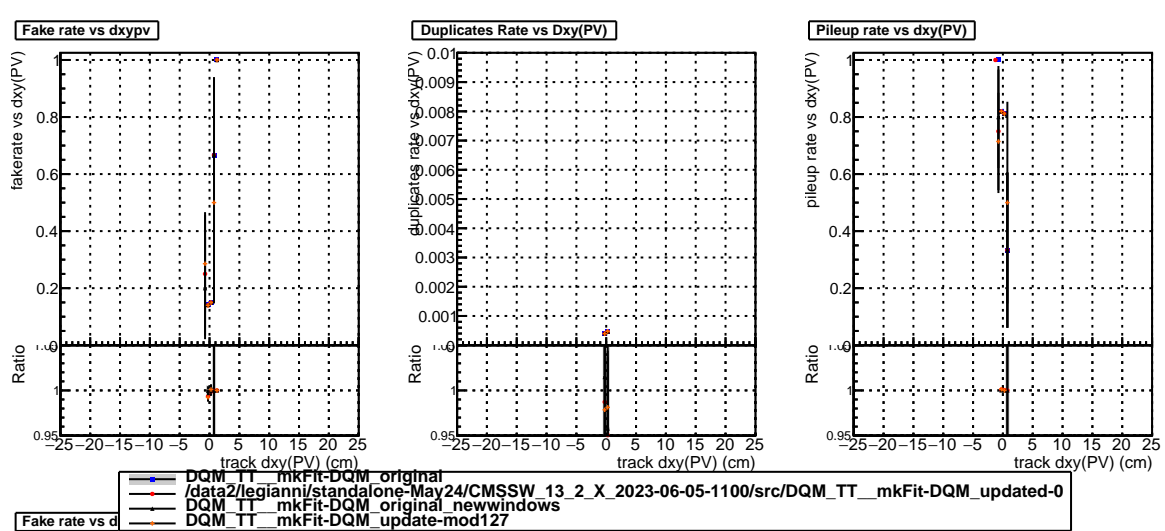 Fake rate vs dxypv
Duplicates Rate vs Dxy(PV)
Pileup rate vs dxy(PV)
fakerate vs dxy(PV)
1
0.8
0.6
0.4
0.2
Ratio
1
0.95
−25 −20 −15 −10 −5 0 5 10 15 20 25
track dxy(PV) (cm)
duplicates rate vs dxy(PV)
0.01
0.009
0.008
0.007
0.006
0.005
0.004
0.003
0.002
0.001
Ratio
1
0.95
−25 −20 −15 −10 −5 0 5 10 15 20 25
track dxy(PV) (cm)
pileup rate vs dxy(PV)
1
0.8
0.6
0.4
0.2
Ratio
1
0.95
−25 −20 −15 −10 −5 0 5 10 15 20 25
track dxy(PV) (cm)
DQM_TT__mkFit-DQM_original
/data2/legianni/standalone-May24/CMSSW_13_2_X_2023-06-05-1100/src/DQM_TT__mkFit-DQM_updated-0
DQM_TT__mkFit-DQM_original_newwindows
DQM_TT__mkFit-DQM_update-mod127
Fake rate vs d